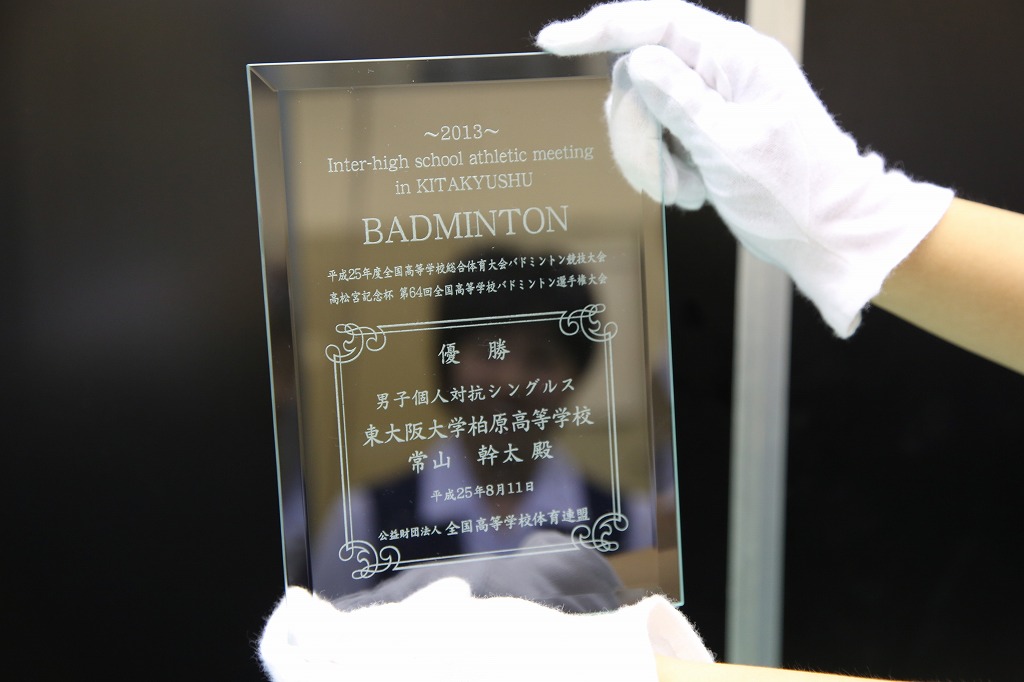 ～2013～
Inter-high school athletic meeting
in KITAKYUSHU
BADMINTON
平成25年度全国高等学校総合体育大会バドミントン競技大会
高松宮記念杯 第64回全国高等学校バドミントン選手権大会
優 勝
男子個人対抗シングルス
東大阪大学柏原高等学校
常山 幹太 殿
平成25年8月11日
公益財団法人 全国高等学校体育連盟